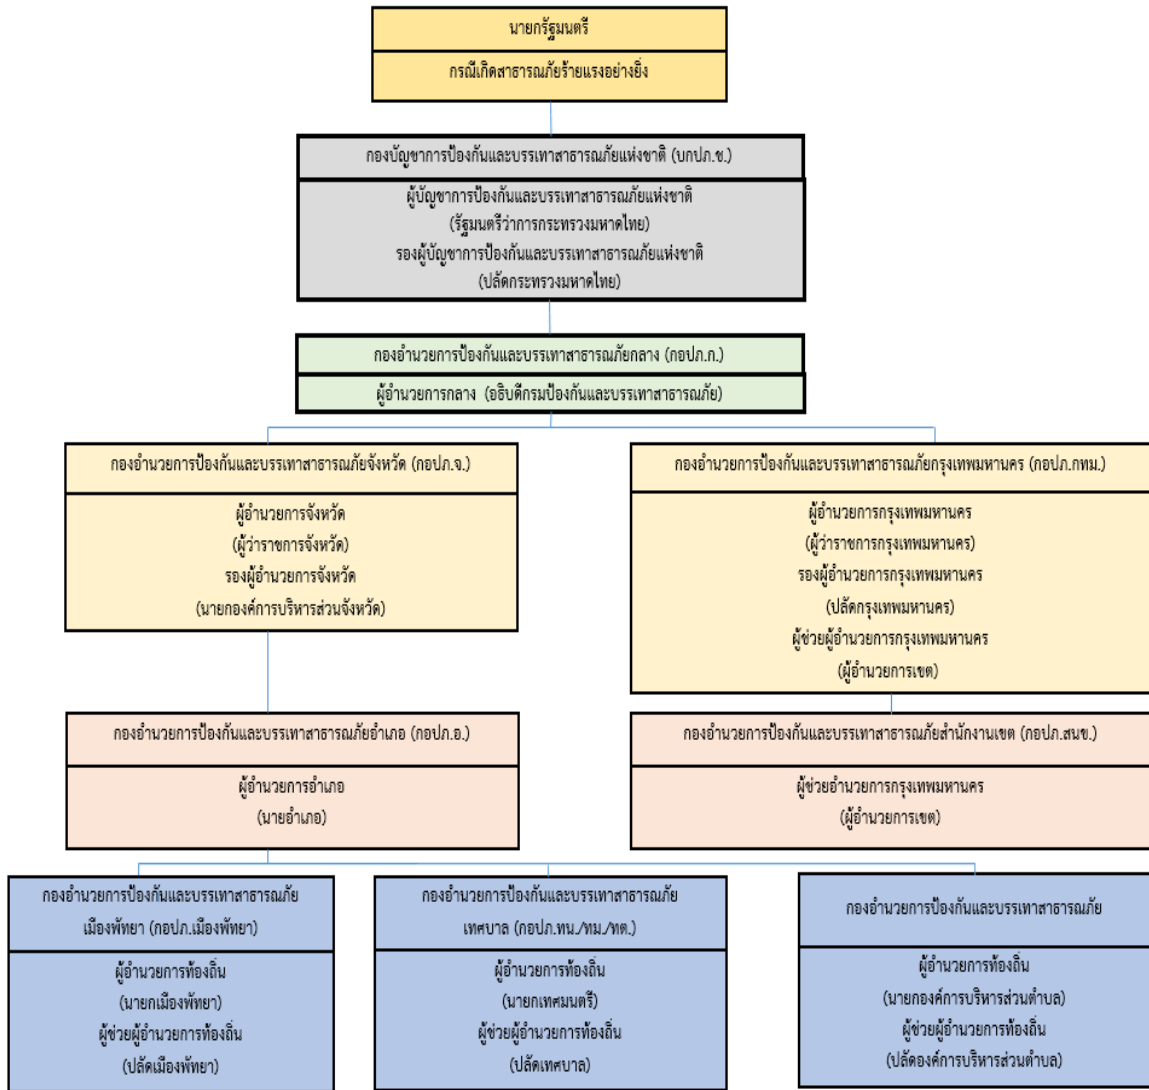 นายกรัฐมนตรี
กรณีเกิดสาธารณภัยร้ายแรงอย่างยิ่ง
กองบัญชาการป้องกันและบรรเทาสาธารณภัยแห่งชาติ (บกปภ.ช.)
ผู้บัญชาการป้องกันและบรรเทาสาธารณภัยแห่งชาติ
(รัฐมนตรีว่าการกระทรวงมหาดไทย)
รองผู้บัญชาการป้องกันและบรรเทาสาธารณภัยแห่งชาติ
(ปลัดกระทรวงมหาดไทย)
กองอำนวยการป้องกันและบรรเทาสาธารณภัยกลาง (กอปภ.ก.)
ผู้อำนวยการกลาง (อธิบดีกรมป้องกันและบรรเทาสาธารณภัย)
กองอำนวยการป้องกันและบรรเทาสาธารณภัยจังหวัด (กอปภ.จ.)
ผู้อำนวยการจังหวัด
(ผู้ว่าราชการจังหวัด)
รองผู้อำนวยการจังหวัด
(นายกองค์การบริหารส่วนจังหวัด)
กองอำนวยการป้องกันและบรรเทาสาธารณภัยกรุงเทพมหานคร (กอปภ.กทม.)
ผู้อำนวยการกรุงเทพมหานคร
(ผู้ว่าราชการกรุงเทพมหานคร)
รองผู้อำนวยการกรุงเทพมหานคร
(ปลัดกรุงเทพมหานคร)
ผู้ช่วยผู้อำนวยการกรุงเทพมหานคร
(ผู้อำนวยการเขต)
กองอำนวยการป้องกันและบรรเทาสาธารณภัยอำเภอ (กอปภ.อ.)
ผู้อำนวยการอำเภอ
(นายอำเภอ)
กองอำนวยการป้องกันและบรรเทาสาธารณภัยสำนักงานเขต (กอปภ.สนข.)
ผู้ช่วยอำนวยการกรุงเทพมหานคร
(ผู้อำนวยการเขต)
กองอำนวยการป้องกันและบรรเทาสาธารณภัย
เมืองพัทยา (กอปภ.เมืองพัทยา)
ผู้อำนวยการท้องถิ่น
(นายกเมืองพัทยา)
ผู้ช่วยผู้อำนวยการท้องถิ่น
(ปลัดเมืองพัทยา)
กองอำนวยการป้องกันและบรรเทาสาธารณภัย
เทศบาล (กอปภ.ทน./ทม./ทต.)
ผู้อำนวยการท้องถิ่น
(นายกเทศมนตรี)
ผู้ช่วยผู้อำนวยการท้องถิ่น
(ปลัดเทศบาล)
กองอำนวยการป้องกันและบรรเทาสาธารณภัย
ผู้อำนวยการท้องถิ่น
(นายกองค์การบริหารส่วนตำบล)
ผู้ช่วยผู้อำนวยการท้องถิ่น
(ปลัดองค์การบริหารส่วนตำบล)